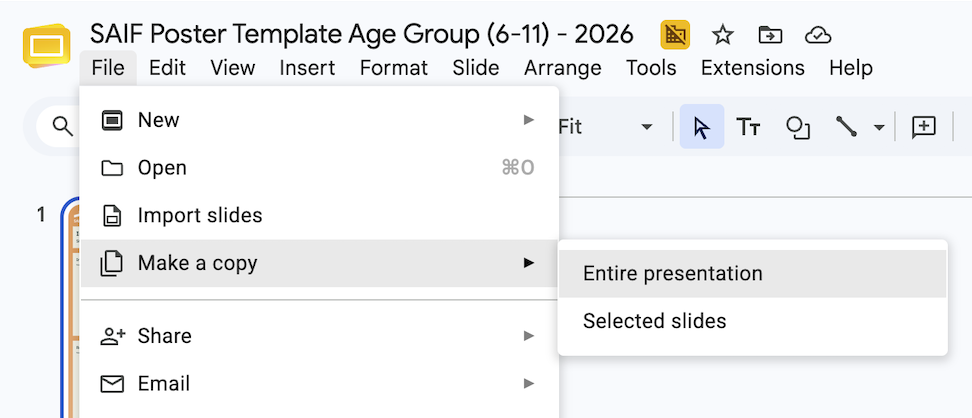 SAIF Poster Template Age Group (6-11) - 2026
File Edit View Insert Format Slide Arrange Tools Extensions Help
New
Fit
Open ⌘O
Import slides
1
Make a copy
Entire presentation
Selected slides
Share
Email